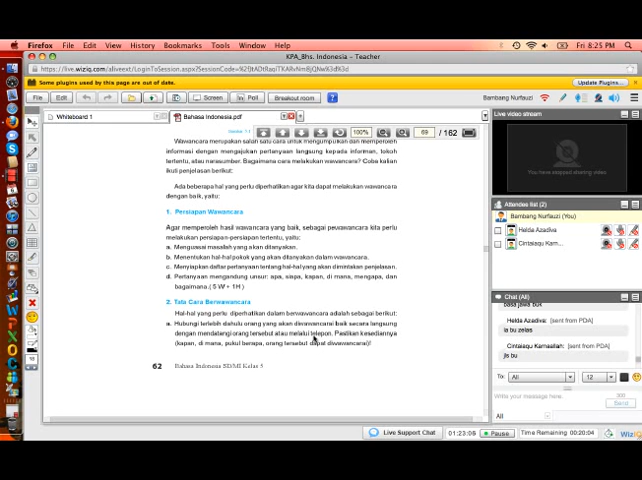 Firefox File Edit View History Bookmarks Tools Window Help
Fri 8:25 PM
KPA_Bhs. Indonesia - Teacher
Some plugins used by this page are out of date.
Update Plugins...
File Edit Screen Poll Breakout room ?
Bambang Nurfauzi
Whiteboard 1
Bahasa Indonesia.pdf
100%
69 / 162
Wawancara merupakan salah satu cara untuk mengumpulkan dan memperoleh
informasi dengan mengajukan pertanyaan langsung kepada informan, tokoh
tertentu, atau narasumber. Bagaimana cara melakukan wawancara? Coba kalian
ikuti penjelasan berikut:
Ada beberapa hal yang perlu diperhatikan agar kita dapat melakukan wawancara
dengan baik, yaitu:
1. Persiapan Wawancara
Agar memperoleh hasil wawancara yang baik, sebagai pewawancara kita perlu
melakukan persiapan-persiapan tertentu, yaitu:
a. Menguasai masalah yang akan ditanyakan.
b. Menentukan hal-hal pokok yang akan ditanyakan dalam wawancara.
c. Menyiapkan daftar pertanyaan tentang hal-hal yang akan dimintakan penjelasan.
d. Pertanyaan mengandung unsur: apa, siapa, kapan, di mana, mengapa, dan
bagaimana. ( 5 W + 1H )
2. Tata Cara Berwawancara
Hal-hal yang perlu diperhatikan dalam berwawancara adalah sebagai berikut:
a. Hubungi terlebih dahulu orang yang akan diwawancarai baik secara langsung
dengan mendatangi orang tersebut atau melalui telepon. Pastikan kesediannya
(kapan, di mana, pukul berapa, orang tersebut dapat diwawancarai)!
62 Bahasa Indonesia SD/MI Kelas 5
Live video stream
You have stopped sharing video
Attendee list (2)
Bambang Nurfauzi (You)
Helda Azadiva
Cintaiaqu Kam...
Chat (All)
basa jawa buk
Helda Azadiva: [sent from PDA]
ia bu zelas
Cintaiaqu Kamasilah: [sent from PDA]
jls bu
To: All 12
Write your message here. 300
Send
All
Live Support Chat
01:23:05 Pause
Time Remaining 00:20:04
WizIQ